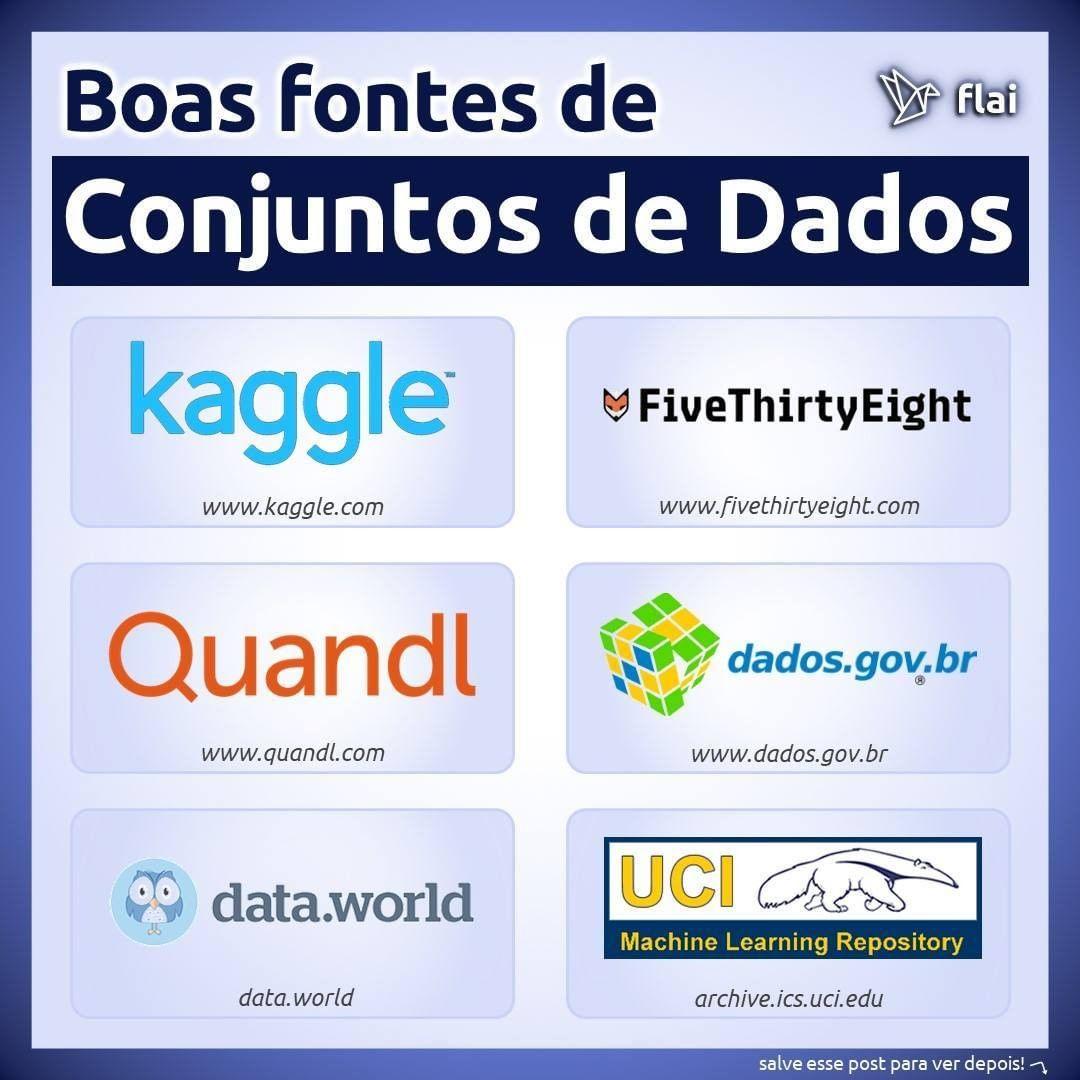 Boas fontes de
flai
Conjuntos de Dados
kaggle™
www.kaggle.com
FiveThirtyEight
www.fivethirtyeight.com
Quandl
www.quandl.com
dados.gov.br
®
www.dados.gov.br
data.world
data.world
UCI
Machine Learning Repository
archive.ics.uci.edu
salve esse post para ver depois!